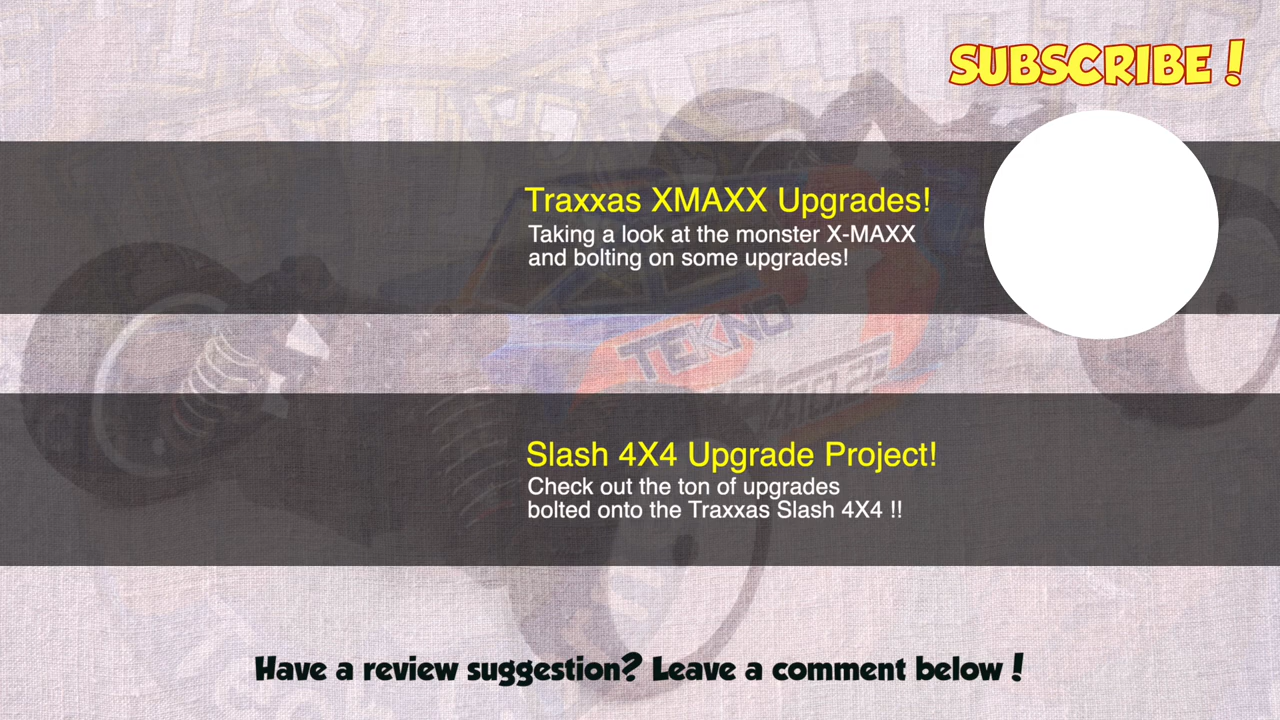 SUBSCRIBE!
Traxxas XMAXX Upgrades!
Taking a look at the monster X-MAXX
and bolting on some upgrades!
TEKNO
Slash 4X4 Upgrade Project!
Check out the ton of upgrades
bolted onto the Traxxas Slash 4X4 !!
Have a review suggestion? Leave a comment below!